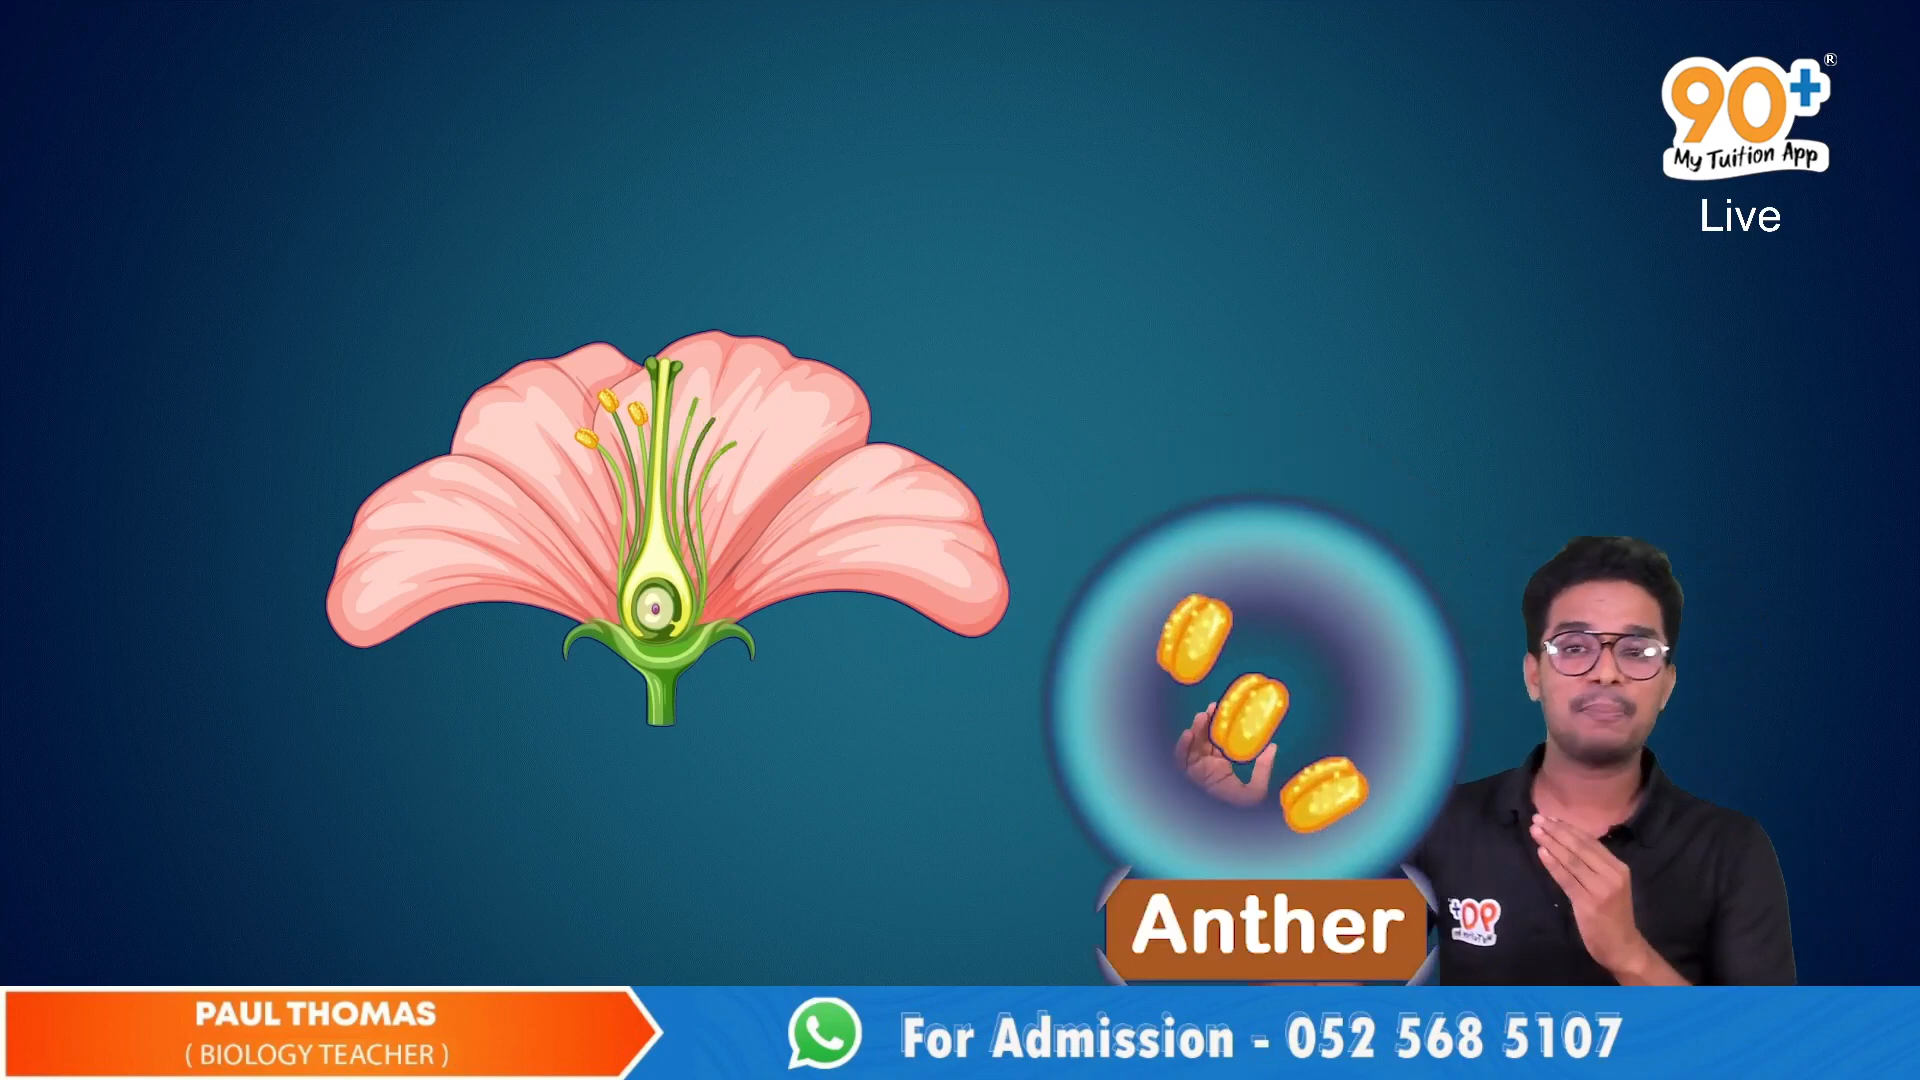 90+
®
My Tuition App
Live
Anther
PAUL THOMAS
( BIOLOGY TEACHER )
For Admission - 052 568 5107